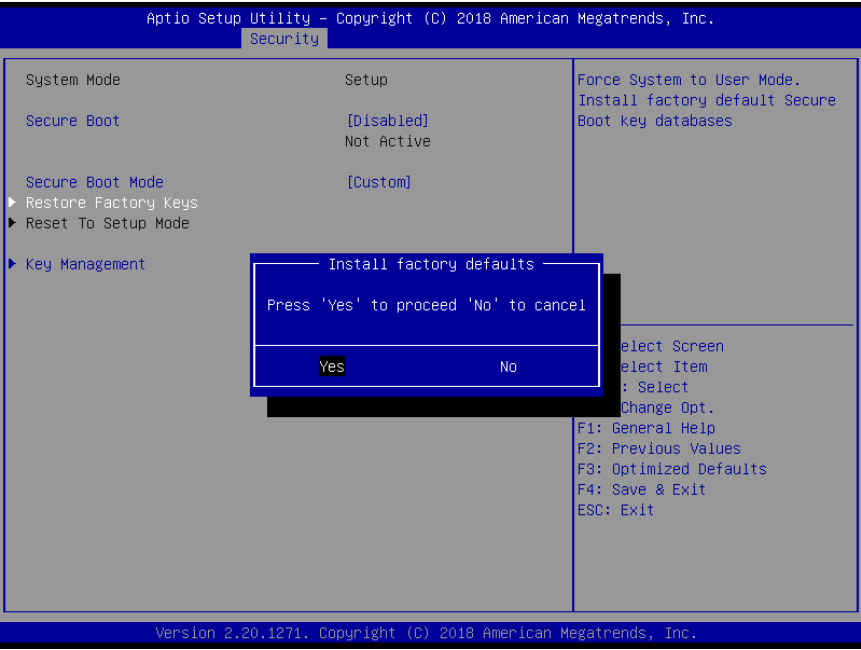 Aptio Setup Utility – Copyright (C) 2018 American Megatrends, Inc.
Security
System Mode Setup
Secure Boot [Disabled]
Not Active
Secure Boot Mode [Custom]
Restore Factory Keys
Reset To Setup Mode
Key Management
Force System to User Mode.
Install factory default Secure
Boot key databases
Install factory defaults
Press 'Yes' to proceed 'No' to cancel
Yes No
elect Screen
elect Item
: Select
Change Opt.
F1: General Help
F2: Previous Values
F3: Optimized Defaults
F4: Save & Exit
ESC: Exit
Version 2.20.1271. Copyright (C) 2018 American Megatrends, Inc.